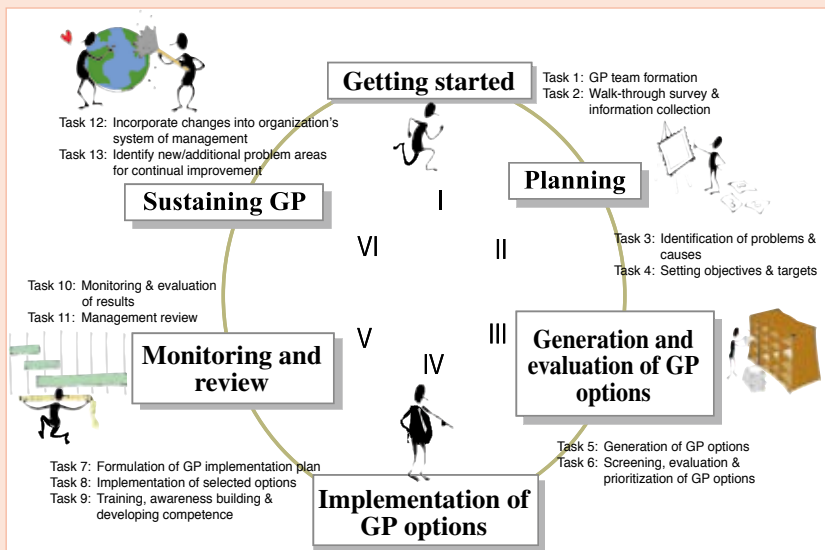 Getting started
Task 1: GP team formation
Task 2: Walk-through survey &
information collection
I
Planning
Task 3: Identification of problems &
causes
Task 4: Setting objectives & targets
II
Generation and
evaluation of GP
options
Task 5: Generation of GP options
Task 6: Screening, evaluation &
prioritization of GP options
III
Implementation of
GP options
Task 7: Formulation of GP implementation plan
Task 8: Implementation of selected options
Task 9: Training, awareness building &
developing competence
IV
Monitoring and
review
Task 10: Monitoring & evaluation
of results
Task 11: Management review
V
Sustaining GP
Task 12: Incorporate changes into organization's
system of management
Task 13: Identify new/additional problem areas
for continual improvement
VI